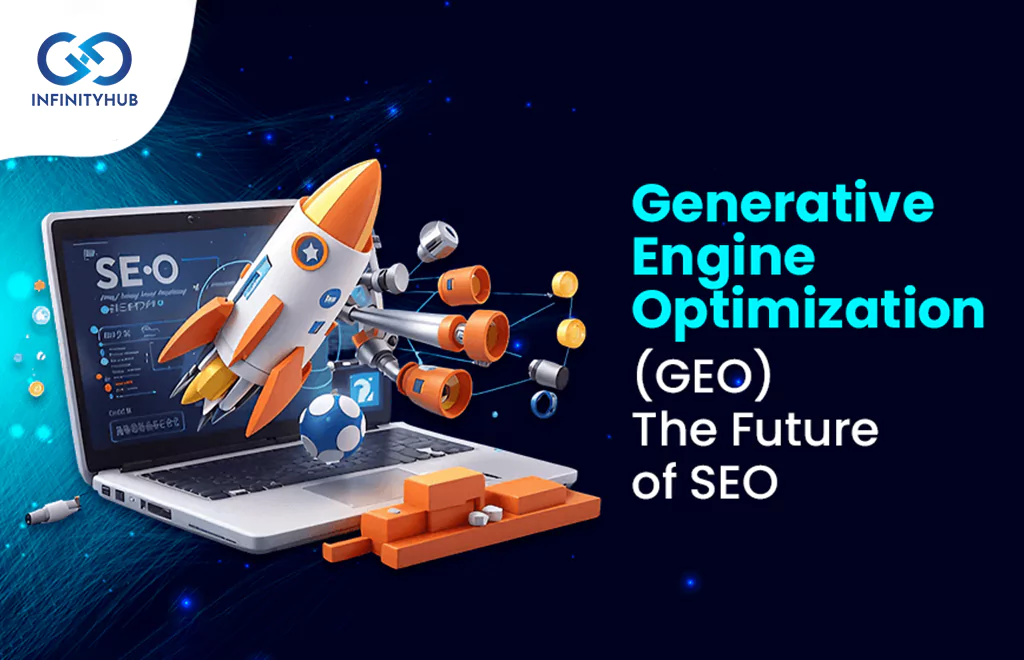 INFINITYHUB
SE•O
Generative
Engine
Optimization
(GEO)
The Future
of SEO